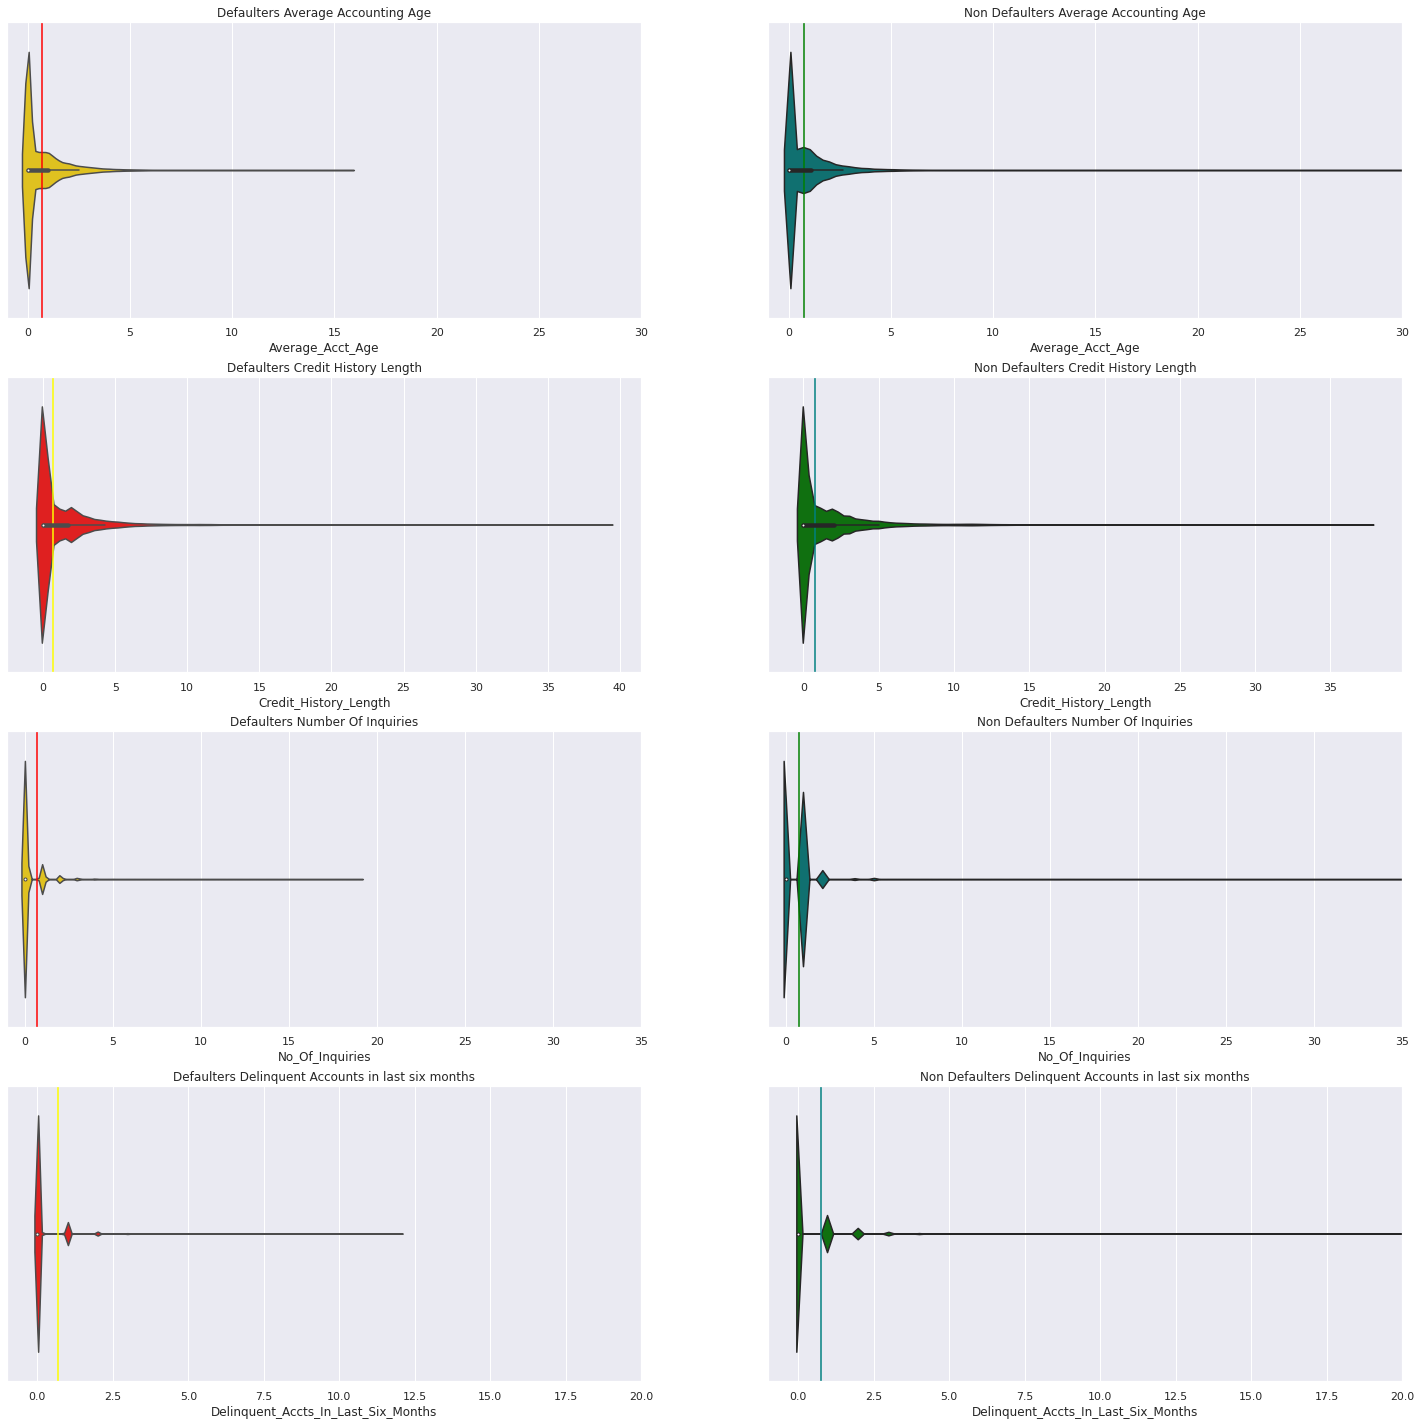 Defaulters Average Accounting Age
0 5 10 15 20 25 30
Average_Acct_Age
Non Defaulters Average Accounting Age
0 5 10 15 20 25 30
Average_Acct_Age
Defaulters Credit History Length
0 5 10 15 20 25 30 35 40
Credit_History_Length
Non Defaulters Credit History Length
0 5 10 15 20 25 30 35
Credit_History_Length
Defaulters Number Of Inquiries
0 5 10 15 20 25 30 35
No_Of_Inquiries
Non Defaulters Number Of Inquiries
0 5 10 15 20 25 30 35
No_Of_Inquiries
Defaulters Delinquent Accounts in last six months
0.0 2.5 5.0 7.5 10.0 12.5 15.0 17.5 20.0
Delinquent_Accts_In_Last_Six_Months
Non Defaulters Delinquent Accounts in last six months
0.0 2.5 5.0 7.5 10.0 12.5 15.0 17.5 20.0
Delinquent_Accts_In_Last_Six_Months